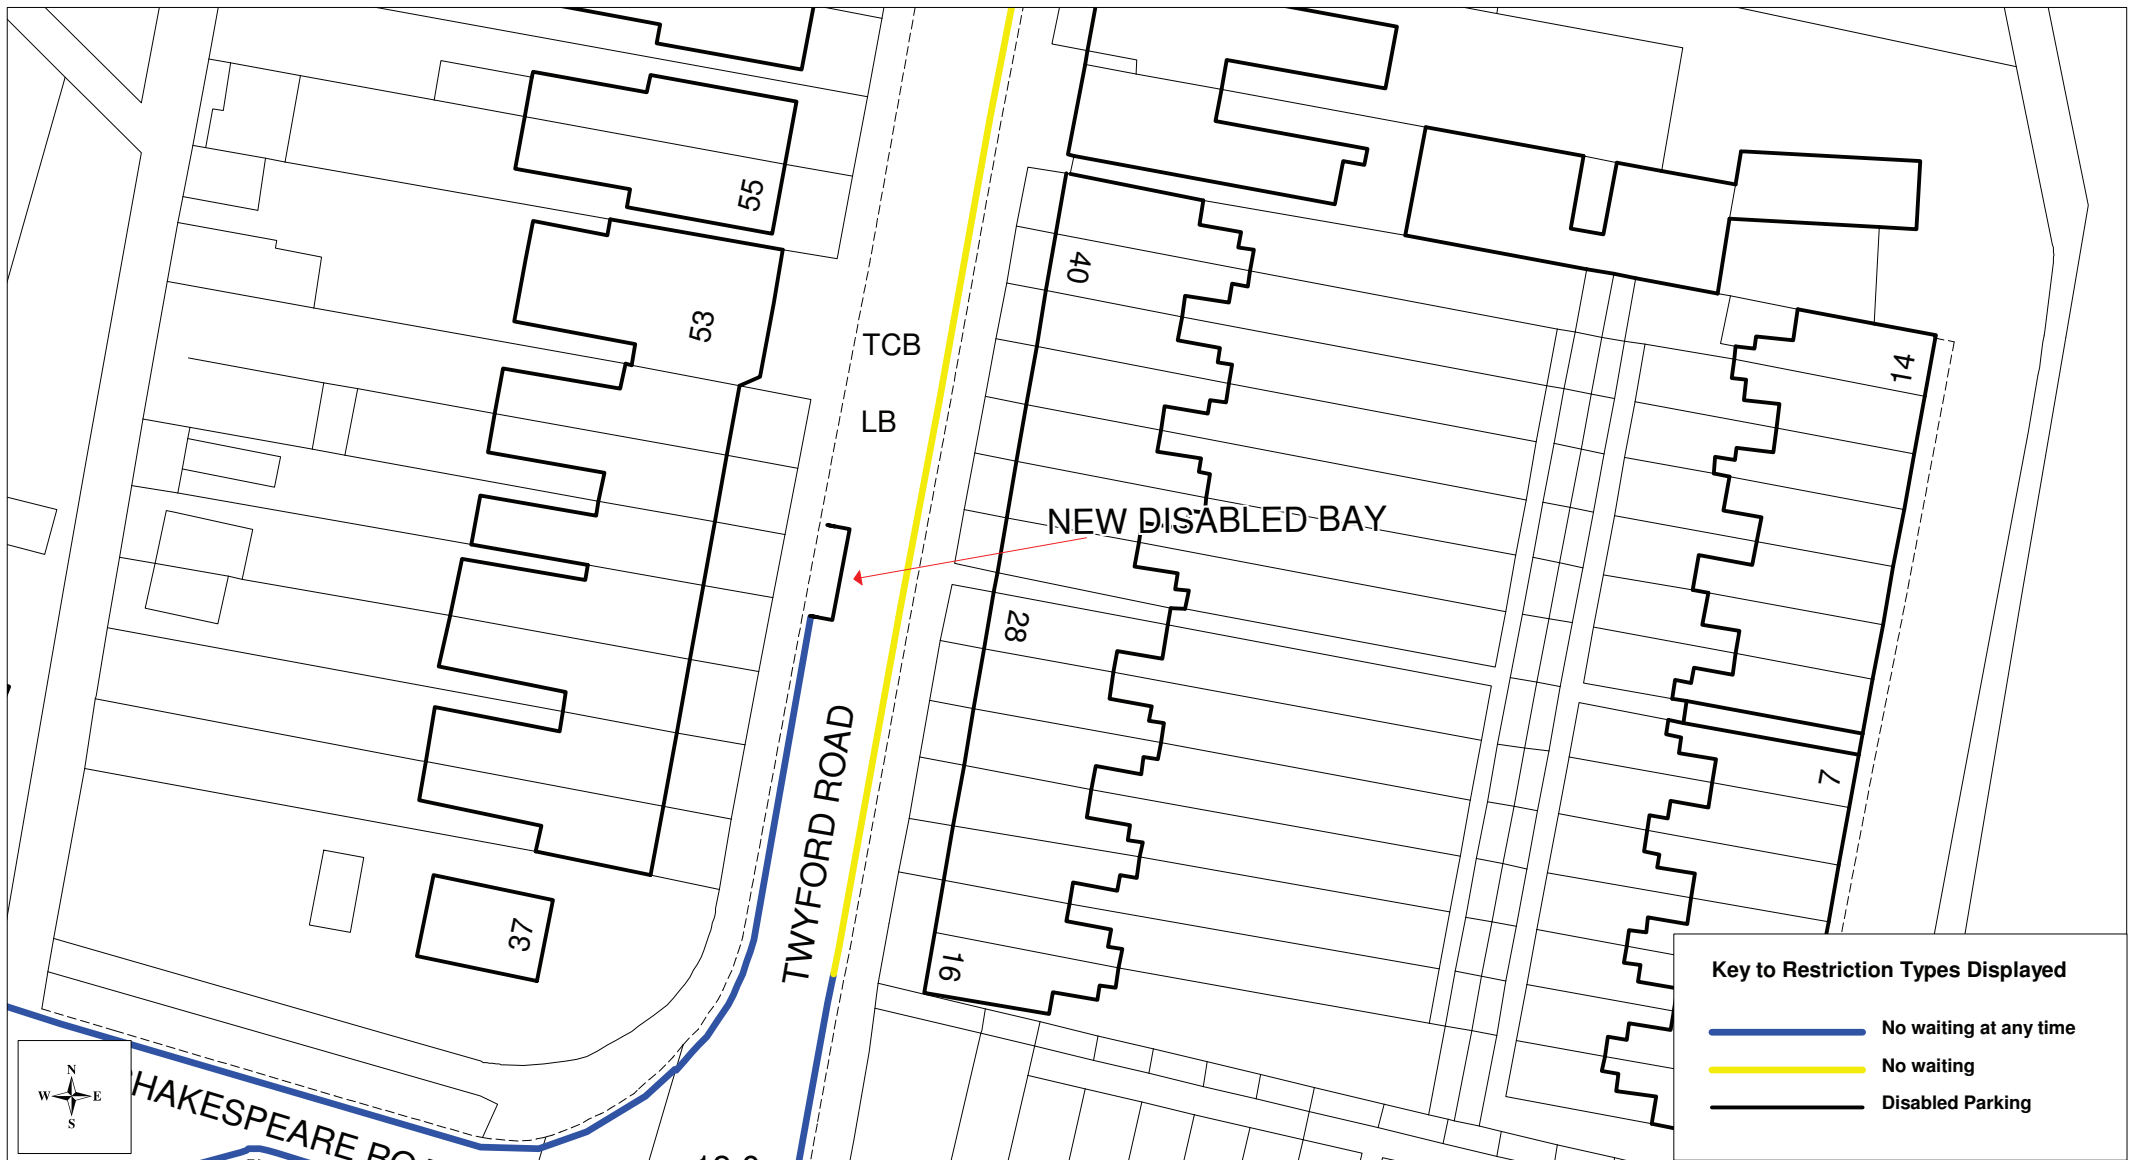 55
53
40
14
TCB
LB
NEW DISABLED BAY
28
7
TWYFORD ROAD
37
16
Key to Restriction Types Displayed
No waiting at any time
No waiting
Disabled Parking
N
W E
S
HAKESPEARE